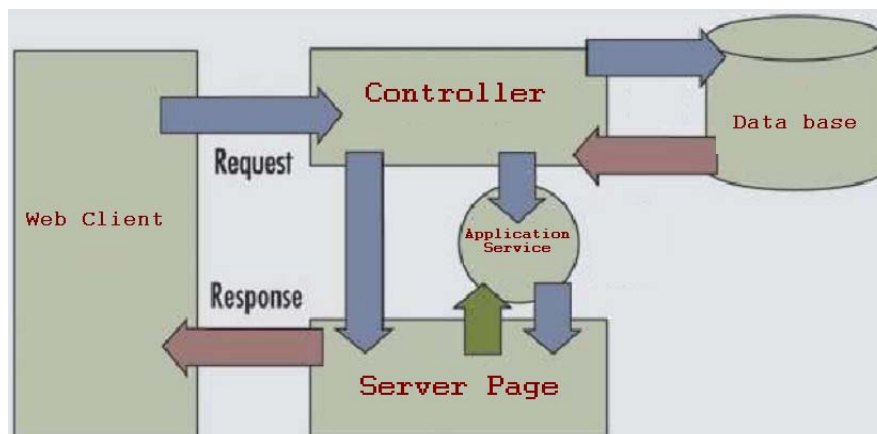 Controller
Data base
Request
Web Client
Application
Service
Response
Server Page